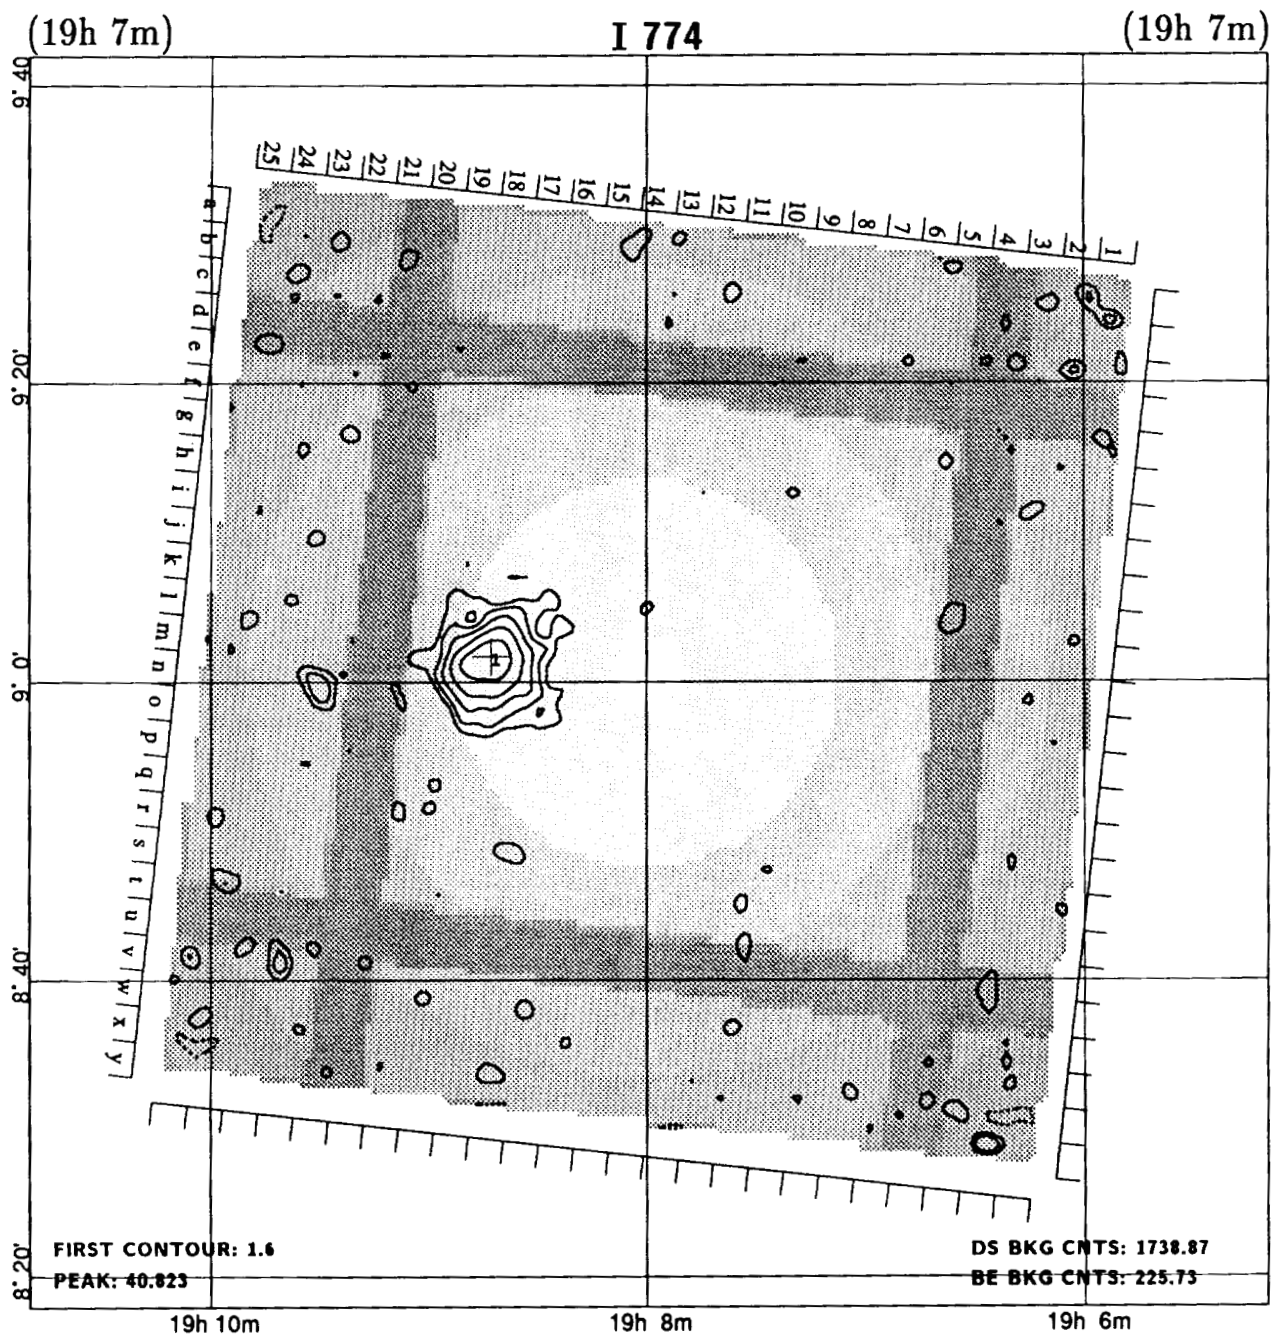 (19h 7m) I 774 (19h 7m)
9° 40'
25 24 23 22 21 20 19 18 17 16 15 14 13 12 11 10 9 8 7 6 5 4 3 2 1
a b c d e f g h i j k l m n o p q r s t u v w x y
9° 20'
1
9° 0'
8° 40'
8° 20'
FIRST CONTOUR: 1.6 DS BKG CNTS: 1738.87
PEAK: 40.823 BE BKG CNTS: 225.73
19h 10m 19h 8m 19h 6m